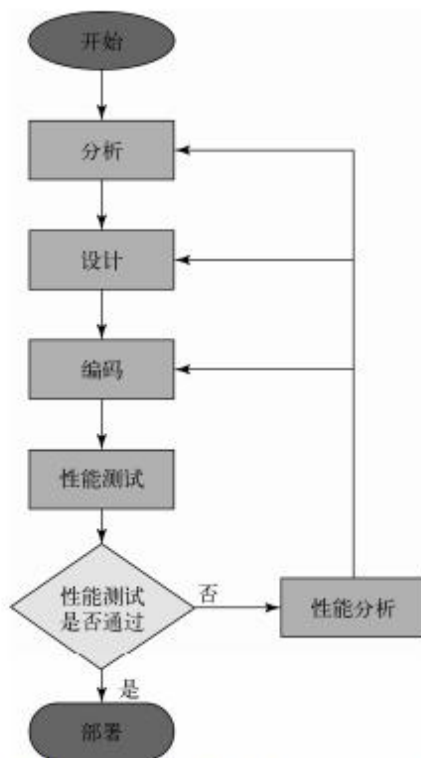 开始
分析
设计
编码
性能测试
性能测试
是否通过
否
性能分析
是
部署